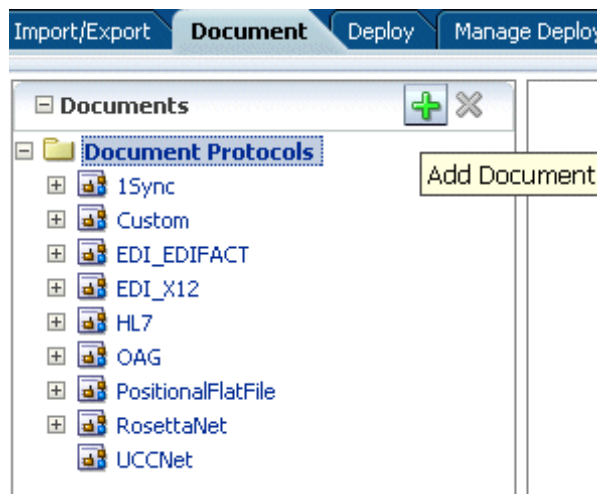 Import/Export Document Deploy Manage Deploy
Documents
Document Protocols
Add Document
1Sync
Custom
EDI_EDIFACT
EDI_X12
HL7
OAG
PositionalFlatFile
RosettaNet
UCCNet